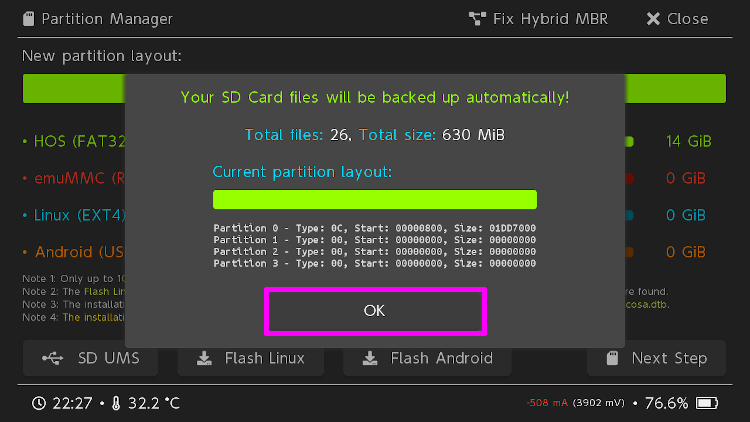 Partition Manager
Fix Hybrid MBR
Close
New partition layout:
Your SD Card files will be backed up automatically!
Total files: 26, Total size: 630 MiB
Current partition layout:
• HOS (FAT32
14 GiB
• emuMMC (R
0 GiB
• Linux (EXT4)
0 GiB
• Android (US
0 GiB
Partition 0 - Type: 0C, Start: 00000800, Size: 01DD7000
Partition 1 - Type: 00, Start: 00000000, Size: 00000000
Partition 2 - Type: 00, Start: 00000000, Size: 00000000
Partition 3 - Type: 00, Start: 00000000, Size: 00000000
Note 1: Only up to 1
Note 2: The Flash Lin
re found.
Note 3: The installa
cosa.dtb.
Note 4: The installati
OK
SD UMS
Flash Linux
Flash Android
Next Step
22:27 • 32.2 °C
-508 mA (3902 mV) • 76.6%